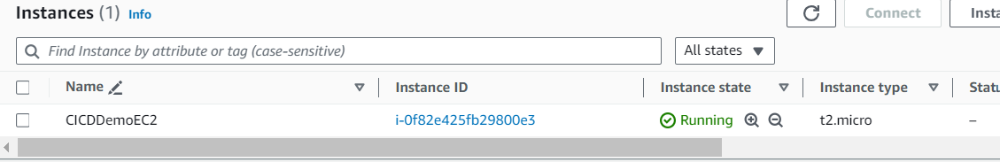 Instances (1) Info
Connect
Insta
Find Instance by attribute or tag (case-sensitive)
All states
Name Instance ID Instance state Instance type Statu
CICDDemoEC2 i-0f82e425fb29800e3 Running t2.micro –